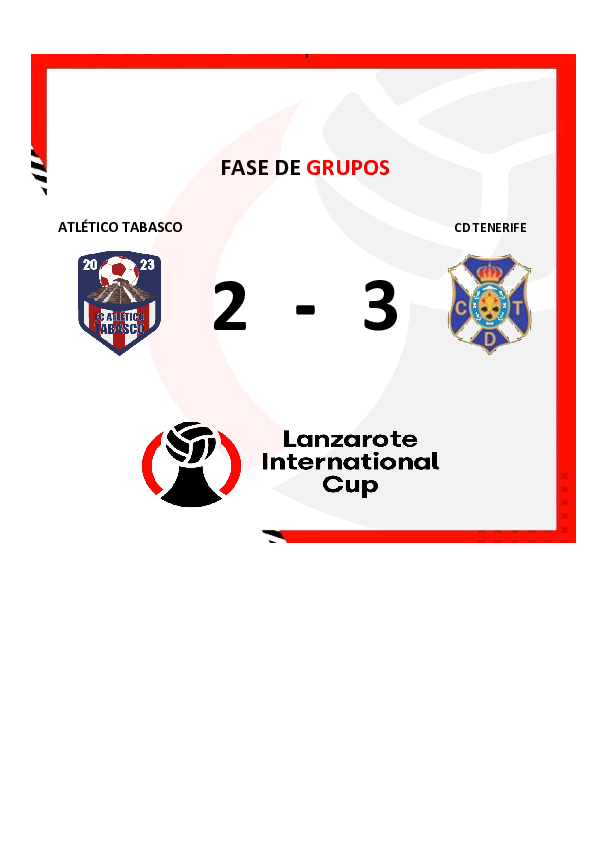 FASE DE GRUPOS
ATLÉTICO TABASCO
CD TENERIFE
20 23
FC ATLÉTICO
TABASCO
2 - 3
C T
D
Lanzarote
International
Cup